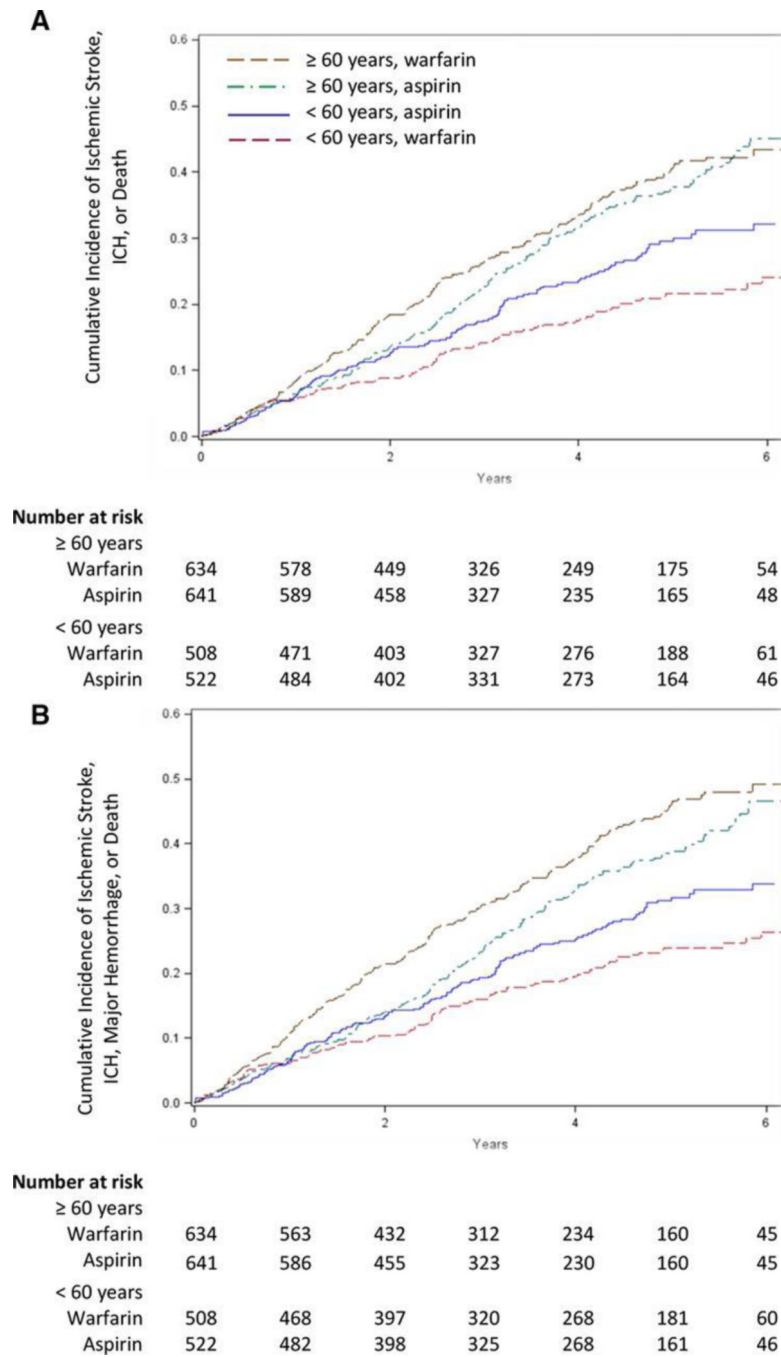 A
Cumulative Incidence of Ischemic Stroke,
ICH, or Death
0.6
0.5
0.4
0.3
0.2
0.1
0.0
≥ 60 years, warfarin
≥ 60 years, aspirin
< 60 years, aspirin
< 60 years, warfarin
0 2 4 6
Years
Number at risk
≥ 60 years
Warfarin 634 578 449 326 249 175 54
Aspirin 641 589 458 327 235 165 48
< 60 years
Warfarin 508 471 403 327 276 188 61
Aspirin 522 484 402 331 273 164 46
B
Cumulative Incidence of Ischemic Stroke,
ICH, Major Hemorrhage, or Death
0.6
0.5
0.4
0.3
0.2
0.1
0.0
0 2 4 6
Years
Number at risk
≥ 60 years
Warfarin 634 563 432 312 234 160 45
Aspirin 641 586 455 323 230 160 45
< 60 years
Warfarin 508 468 397 320 268 181 60
Aspirin 522 482 398 325 268 161 46